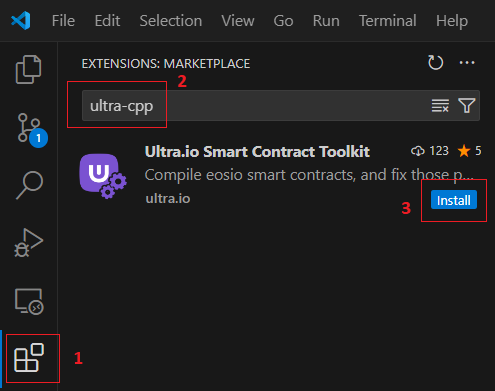 File Edit Selection View Go Run Terminal Help
EXTENSIONS: MARKETPLACE
2
ultra-cpp
1
Ultra.io Smart Contract Toolkit 123 5
Compile eosio smart contracts, and fix those p...
ultra.io
3 Install
1